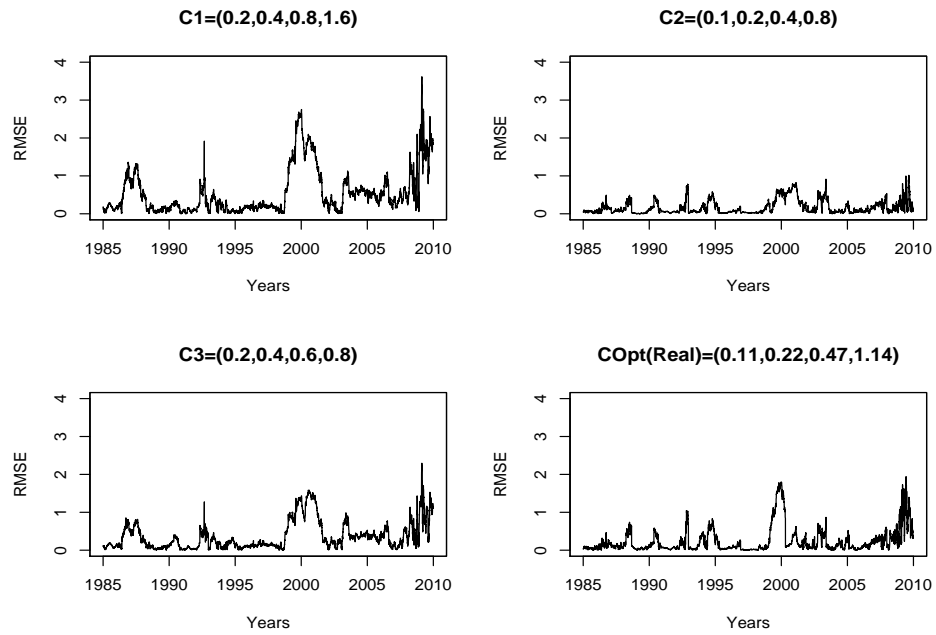 C1=(0.2,0.4,0.8,1.6)
RMSE
4
3
2
1
0
1985 1990 1995 2000 2005 2010
Years
C2=(0.1,0.2,0.4,0.8)
RMSE
4
3
2
1
0
1985 1990 1995 2000 2005 2010
Years
C3=(0.2,0.4,0.6,0.8)
RMSE
4
3
2
1
0
1985 1990 1995 2000 2005 2010
Years
COpt(Real)=(0.11,0.22,0.47,1.14)
RMSE
4
3
2
1
0
1985 1990 1995 2000 2005 2010
Years